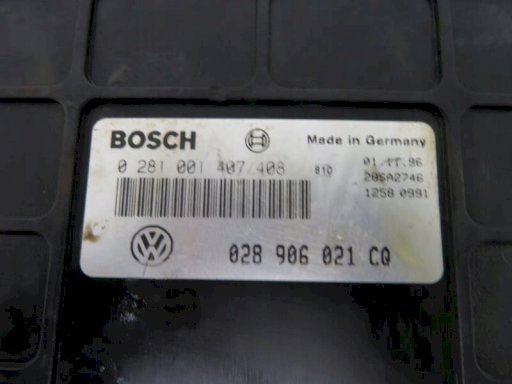 BOSCH
Made in Germany
0 281 001 407/408 810
01.11.96
28SA2746
1258 0991
028 906 021 CQ